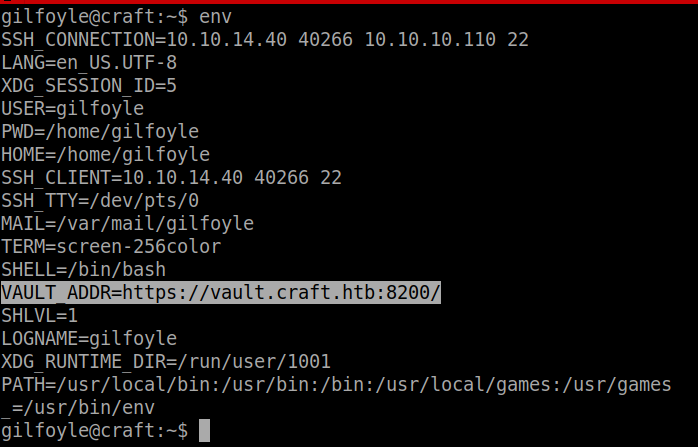 gilfoyle@craft:~$ env
SSH_CONNECTION=10.10.14.40 40266 10.10.10.110 22
LANG=en_US.UTF-8
XDG_SESSION_ID=5
USER=gilfoyle
PWD=/home/gilfoyle
HOME=/home/gilfoyle
SSH_CLIENT=10.10.14.40 40266 22
SSH_TTY=/dev/pts/0
MAIL=/var/mail/gilfoyle
TERM=screen-256color
SHELL=/bin/bash
VAULT_ADDR=https://vault.craft.htb:8200/
SHLVL=1
LOGNAME=gilfoyle
XDG_RUNTIME_DIR=/run/user/1001
PATH=/usr/local/bin:/usr/bin:/bin:/usr/local/games:/usr/games
_=/usr/bin/env
gilfoyle@craft:~$